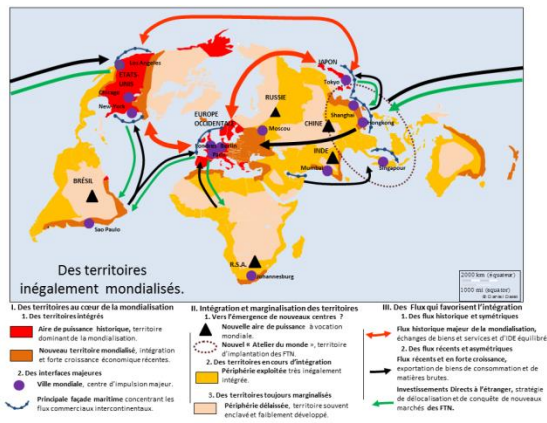 Los Angeles
ETATS-
UNIS
Chicago
New York
EUROPE
OCCIDENTALE
Londres
Berlin
Paris
RUSSIE
Moscou
JAPON
Tokyo
CHINE
Shanghai
Hongkong
INDE
Mumbai
Singapour
BRÉSIL
Sao Paulo
R.S.A.
Johannesburg
Des territoires
inégalement mondialisés.
2000 km (équateur)
I. Des territoires au cœur de la mondialisation
1. Des territoires intégrés
Aire de puissance historique, territoire
dominant de la mondialisation.
Nouveau territoire mondialisé, intégration
et forte croissance économique récentes.
2. Des interfaces majeures
Ville mondiale, centre d'impulsion majeur.
Principale façade maritime concentrant les
flux commerciaux intercontinentaux.
II. Intégration et marginalisation des territoires
1. Vers l'émergence de nouveaux centres ?
Nouvelle aire de puissance à vocation
mondiale.
Nouvel « Atelier du monde », territoire
d'implantation des FTN.
2. Des territoires en cours d'intégration
Périphérie exploitée très inégalement
intégrée.
3. Des territoires toujours marginalisés
Périphérie délaissée, territoire souvent
enclavé et faiblement développé.
III. Des Flux qui favorisent l'intégration
1. Des flux historique et symétriques
Flux historique majeur de la mondialisation,
échanges de biens et services et d'IDE équilibré
2. Des flux récents et asymétriques
Flux récents et en forte croissance,
exportation de biens de consommation et de
matières brutes.
Investissements Directs à l'étranger, stratégie
de délocalisation et de conquête de nouveaux
marchés des FTN.